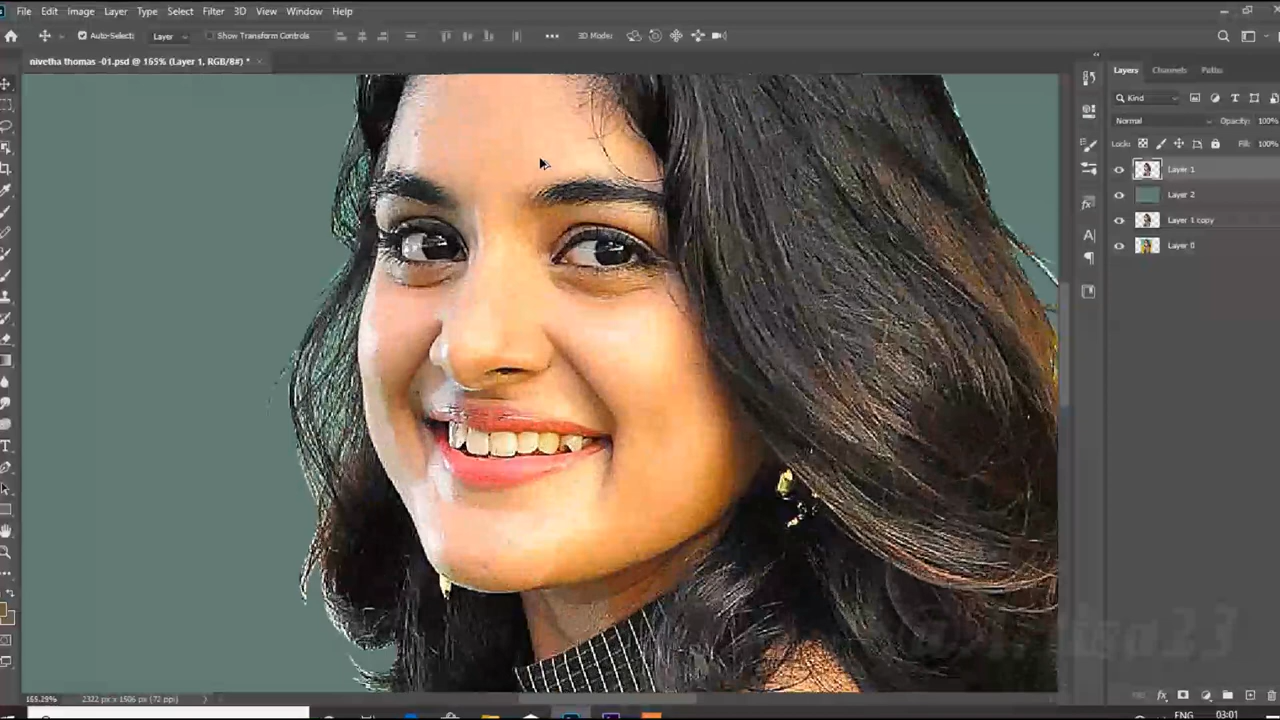 File Edit Image Layer Type Select Filter 3D View Window Help
Auto-Select: Layer Show Transform Controls 3D Mode:
nivetha thomas -01.psd @ 165% (Layer 1, RGB/8#) *
Layers Channels Paths
Kind
Normal Opacity: 100%
Lock: Fill: 100%
Layer 1
Layer 2
Layer 1 copy
Layer 0
165.29% 2322 px x 1506 px (72 ppi)
ENG 03:01